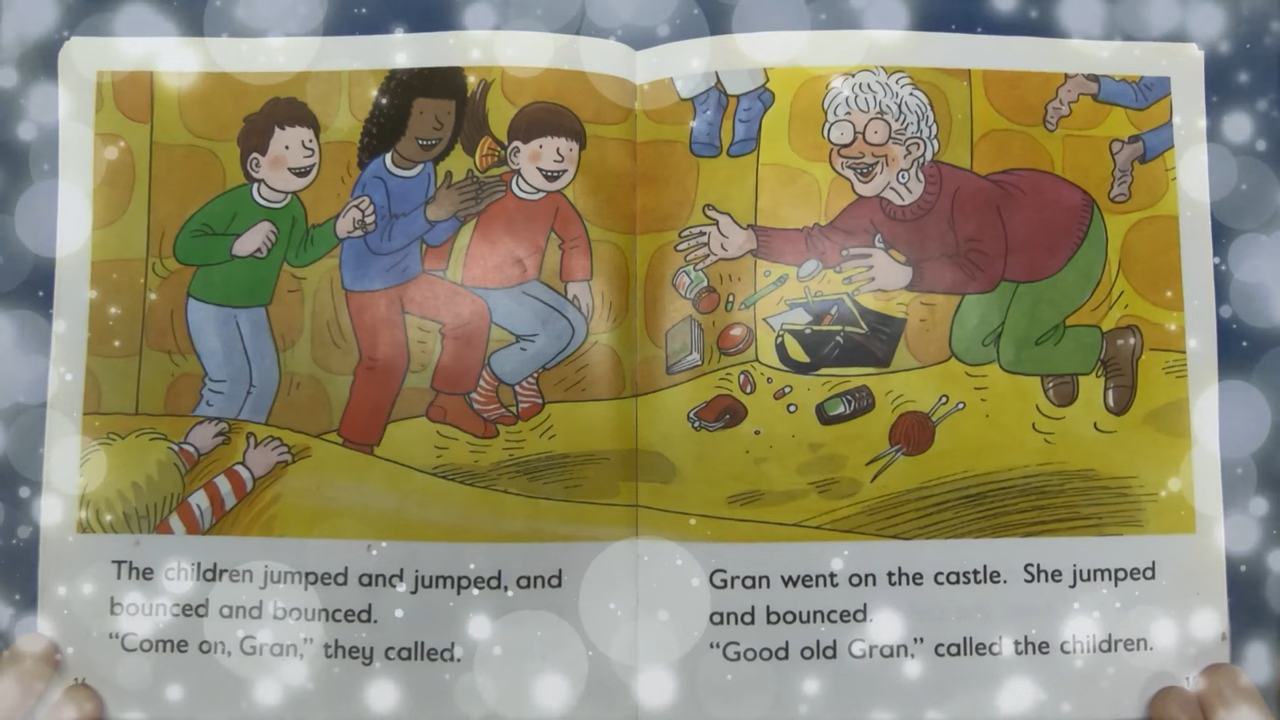 The children jumped and jumped, and
bounced and bounced.
"Come on, Gran," they called.
Gran went on the castle. She jumped
and bounced.
"Good old Gran," called the children.